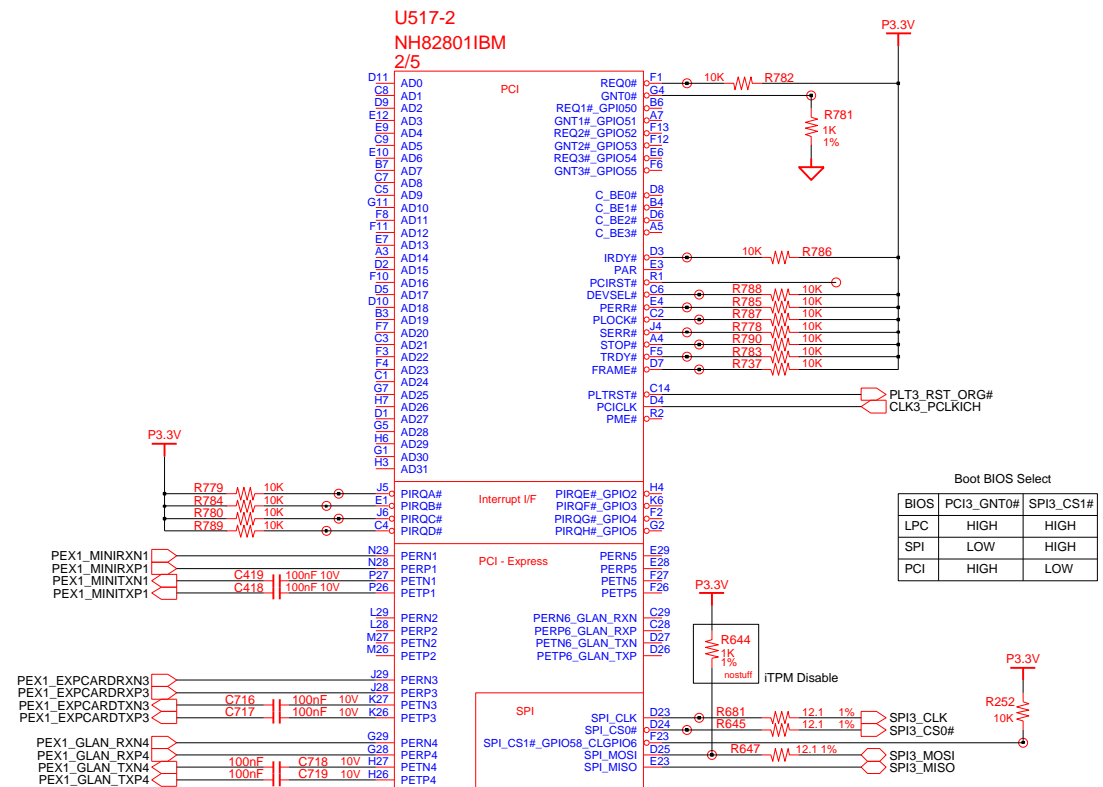 U517-2
NH82801IBM
2/5
PCI
D11 AD0
C8 AD1
D9 AD2
E12 AD3
E9 AD4
C9 AD5
E10 AD6
B7 AD7
C7 AD8
C5 AD9
G11 AD10
F8 AD11
F11 AD12
E7 AD13
A3 AD14
D2 AD15
F10 AD16
D5 AD17
D10 AD18
B3 AD19
F7 AD20
C3 AD21
F3 AD22
F4 AD23
C1 AD24
G7 AD25
H7 AD26
D1 AD27
G5 AD28
H6 AD29
G1 AD30
H3 AD31
P3.3V
REQ0# F1 10K R782
GNT0# G4
REQ1#_GPI050 B6
GNT1#_GPIO51 A7
REQ2#_GPIO52 F13
GNT2#_GPIO53 F12
REQ3#_GPIO54 E6
GNT3#_GPIO55 F6
R781
1K
1%
C_BE0# D8
C_BE1# B4
C_BE2# D6
C_BE3# A5
IRDY# D3 10K R786
PAR E3
PCIRST# R1
DEVSEL# C6 R788 10K
PERR# E4 R785 10K
PLOCK# C2 R787 10K
SERR# J4 R778 10K
STOP# A4 R790 10K
TRDY# F5 R783 10K
FRAME# D7 R737 10K
PLTRST# C14 PLT3_RST_ORG#
PCICLK D4 CLK3_PCLKICH
PME# R2
P3.3V
R779 10K J5 PIRQA#
R784 10K E1 PIRQB#
R780 10K J6 PIRQC#
R789 10K C4 PIRQD#
Interrupt I/F
PIRQE#_GPIO2 H4
PIRQF#_GPIO3 K6
PIRQG#_GPIO4 F2
PIRQH#_GPIO5 G2
Boot BIOS Select
BIOS PCI3_GNT0# SPI3_CS1#
LPC HIGH HIGH
SPI LOW HIGH
PCI HIGH LOW
PCI - Express
PEX1_MINIRXN1 N29 PERN1
PEX1_MINIRXP1 N28 PERP1
PEX1_MINITXN1 C419 100nF 10V P27 PETN1
PEX1_MINITXP1 C418 100nF 10V P26 PETP1
L29 PERN2
L28 PERP2
M27 PETN2
M26 PETP2
PEX1_EXPCARDRXN3 J29 PERN3
PEX1_EXPCARDRXP3 J28 PERP3
PEX1_EXPCARDTXN3 C716 100nF 10V K27 PETN3
PEX1_EXPCARDTXP3 C717 100nF 10V K26 PETP3
PEX1_GLAN_RXN4 G29 PERN4
PEX1_GLAN_RXP4 G28 PERP4
PEX1_GLAN_TXN4 100nF C718 10V H27 PETN4
PEX1_GLAN_TXP4 100nF C719 10V H26 PETP4
PERN5 E29
PERP5 E28
PETN5 F27
PETP5 F26
PERN6_GLAN_RXN C29
PERP6_GLAN_RXP C28
PETN6_GLAN_TXN D27
PETP6_GLAN_TXP D26
P3.3V
R644
1K
1%
nostuff
iTPM Disable
P3.3V
R252
10K
SPI
SPI_CLK D23 R681 12.1 1% SPI3_CLK
SPI_CS0# D24 R645 12.1 1% SPI3_CS0#
SPI_CS1#_GPIO58_CLGPIO6 F23
SPI_MOSI D25 R647 12.1 1% SPI3_MOSI
SPI_MISO E23 SPI3_MISO